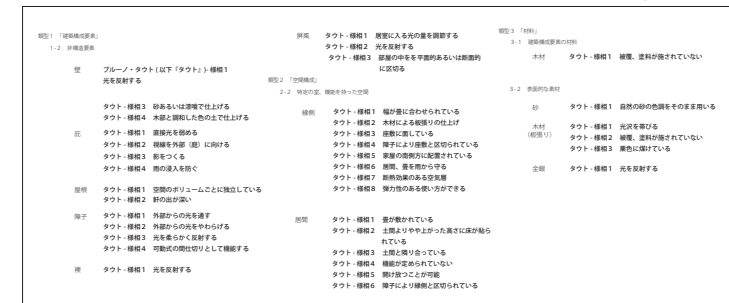 類型1 「建築構成要素」
1-2 非構造要素
壁 ブルーノ・タウト(以下『タウト』)- 様相1
光を反射する
タウト - 様相3 砂あるいは漆喰で仕上げる
タウト - 様相4 木部と調和した色の土で仕上げる
庇 タウト - 様相1 直接光を弱める
タウト - 様相2 視線を外部（庭）に向ける
タウト - 様相3 影をつくる
タウト - 様相4 雨の浸入を防ぐ
屋根 タウト - 様相1 空間のボリュームごとに独立している
タウト - 様相2 軒の出が深い
障子 タウト - 様相1 外部からの光を通す
タウト - 様相2 外部からの光をやわらげる
タウト - 様相3 光を柔らかく反射する
タウト - 様相4 可動式の間仕切りとして機能する
襖 タウト - 様相1 光を反射する
屏風 タウト - 様相1 居室に入る光の量を調節する
タウト - 様相2 光を反射する
タウト - 様相3 部屋の中をを平面的あるいは断面的
に区切る
類型2 「空間構成」
2-2 特定の室、機能を持った空間
縁側 タウト - 様相1 幅が畳に合わせられている
タウト - 様相2 木材による板張りの仕上げ
タウト - 様相3 座敷に面している
タウト - 様相4 障子により座敷と区切られている
タウト - 様相5 家屋の南側方に配置されている
タウト - 様相6 居間、畳を雨から守る
タウト - 様相7 断熱効果のある空気層
タウト - 様相8 弾力性のある使い方ができる
居間 タウト - 様相1 畳が敷かれている
タウト - 様相2 土間よりやや上がった高さに床が貼ら
れている
タウト - 様相3 土間と隣り合っている
タウト - 様相4 機能が定められていない
タウト - 様相5 開け放つことが可能
タウト - 様相6 障子により縁側と区切られている
類型3 「材料」
3-1 建築構成要素の材料
木材 タウト - 様相1 被覆、塗料が施されていない
3-2 表面的な素材
砂 タウト - 様相1 自然の砂の色調をそのまま用いる
木材 タウト - 様相1 光沢を帯びる
(板張り) タウト - 様相2 被覆、塗料が施されていない
タウト - 様相3 栗色に煤けている
金銀 タウト - 様相1 光を反射する